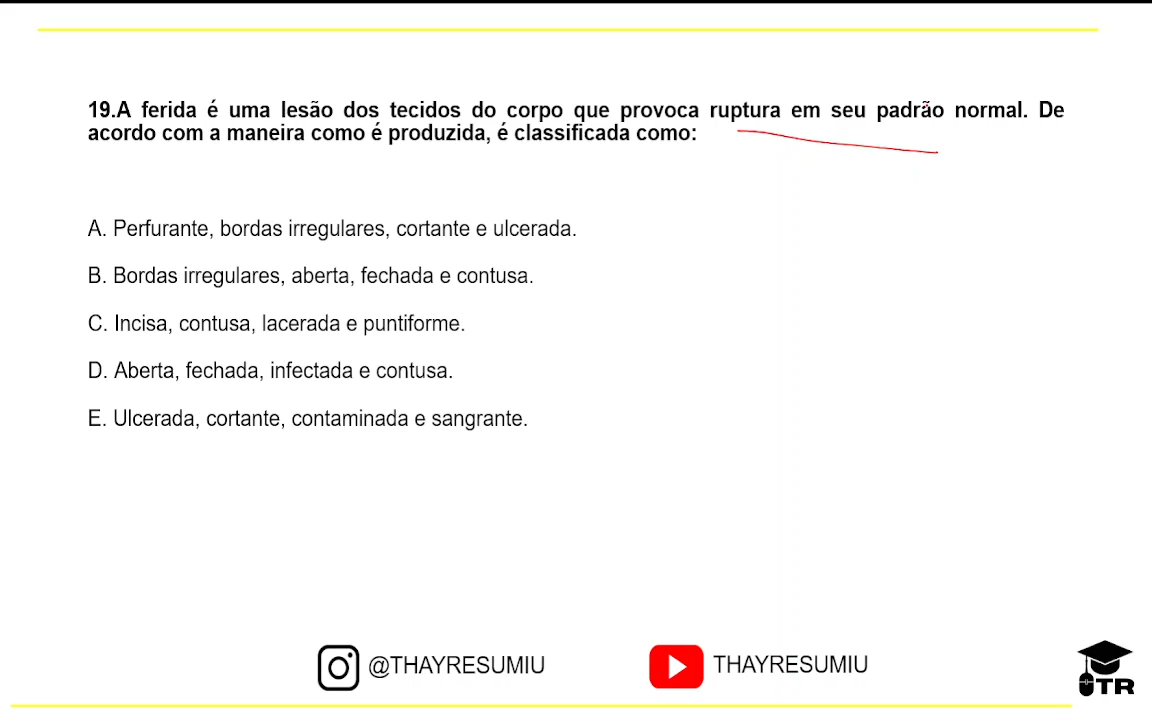 19.A ferida é uma lesão dos tecidos do corpo que provoca ruptura em seu padrão normal. De
acordo com a maneira como é produzida, é classificada como:
A. Perfurante, bordas irregulares, cortante e ulcerada.
B. Bordas irregulares, aberta, fechada e contusa.
C. Incisa, contusa, lacerada e puntiforme.
D. Aberta, fechada, infectada e contusa.
E. Ulcerada, cortante, contaminada e sangrante.
@THAYRESUMIU THAYRESUMIU
TR